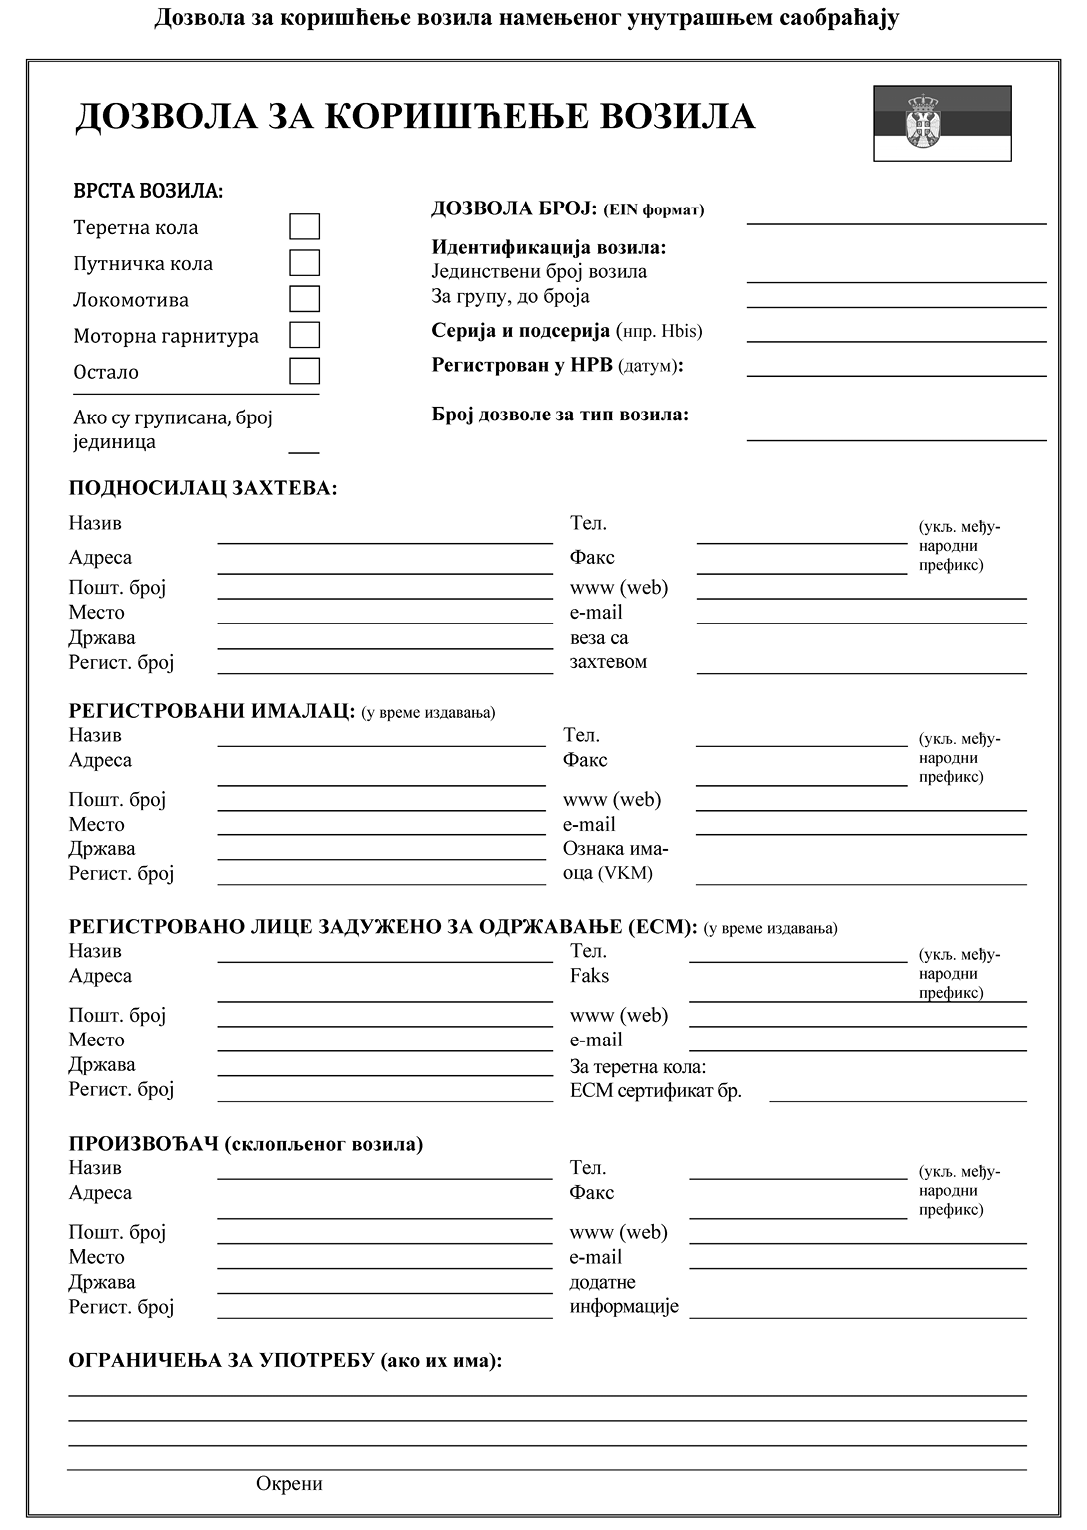 Дозвола за коришћење возила намењеног унутрашњем саобраћају
ДОЗВОЛА ЗА КОРИШЋЕЊЕ ВОЗИЛА
ВРСТА ВОЗИЛА:
Теретна кола
Путничка кола
Локомотива
Моторна гарнитура
Остало
Ако су груписана, број
јединица
ДОЗВОЛА БРОЈ: (EIN формат)
Идентификација возила:
Јединствени број возила
За групу, до броја
Серија и подсерија (нпр. Hbis)
Регистрован у НРВ (датум):
Број дозволе за тип возила:
ПОДНОСИЛАЦ ЗАХТЕВА:
Назив
Адреса
Пошт. број
Место
Држава
Регист. број
Тел.
Факс
www (web)
e-mail
веза са
захтевом
(укљ. међу-
народни
префикс)
РЕГИСТРОВАНИ ИМАЛАЦ: (у време издавања)
Назив
Адреса
Пошт. број
Место
Држава
Регист. број
Тел.
Факс
www (web)
e-mail
Ознака има-
оца (VKM)
(укљ. међу-
народни
префикс)
РЕГИСТРОВАНО ЛИЦЕ ЗАДУЖЕНО ЗА ОДРЖАВАЊЕ (ECM): (у време издавања)
Назив
Адреса
Пошт. број
Место
Држава
Регист. број
Тел.
Faks
www (web)
e-mail
За теретна кола:
ECM сертификат бр.
(укљ. међу-
народни
префикс)
ПРОИЗВОЂАЧ (склопљеног возила)
Назив
Адреса
Пошт. број
Место
Држава
Регист. број
Тел.
Факс
www (web)
e-mail
додатне
информације
(укљ. међу-
народни
префикс)
ОГРАНИЧЕЊА ЗА УПОТРЕБУ (ако их има):
Окрени